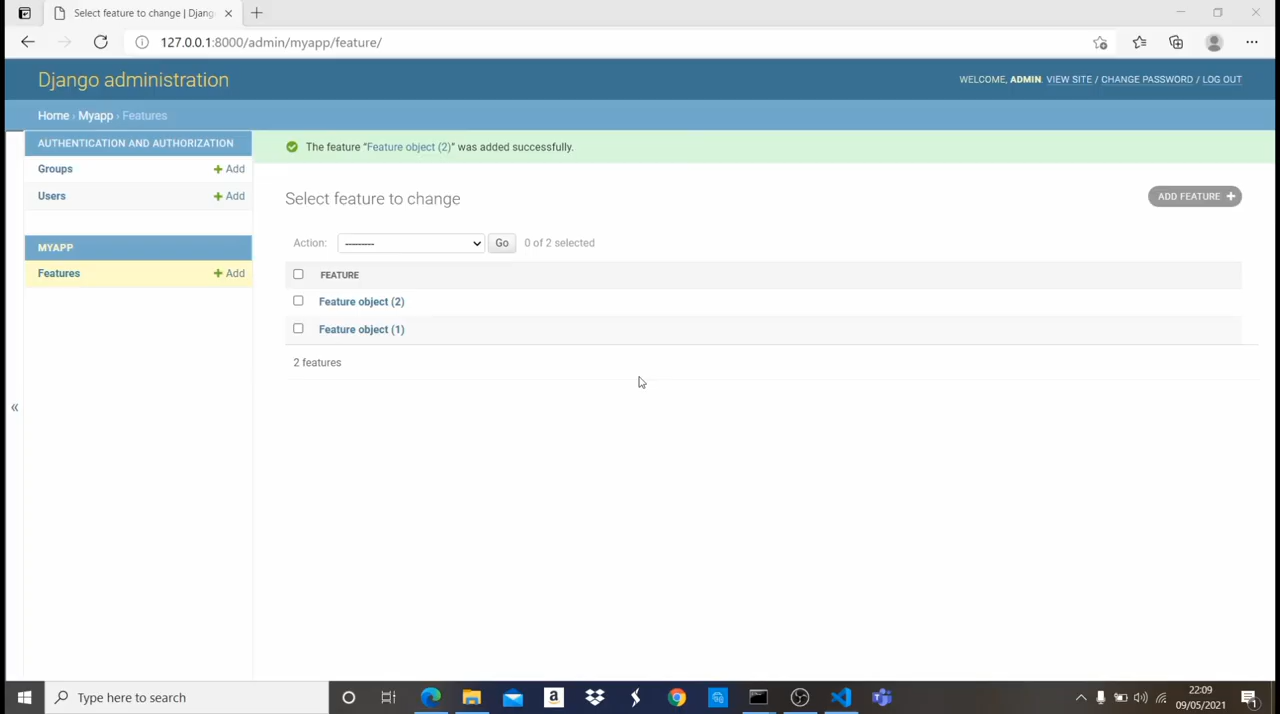 Select feature to change | Djang
127.0.0.1:8000/admin/myapp/feature/
Django administration
WELCOME, ADMIN. VIEW SITE / CHANGE PASSWORD / LOG OUT
Home › Myapp › Features
AUTHENTICATION AND AUTHORIZATION
Groups
+ Add
Users
+ Add
MYAPP
Features
+ Add
«
The feature “Feature object (2)” was added successfully.
Select feature to change
ADD FEATURE +
Action: --------- Go 0 of 2 selected
FEATURE
Feature object (2)
Feature object (1)
2 features
Type here to search
a
22:09
09/05/2021
1